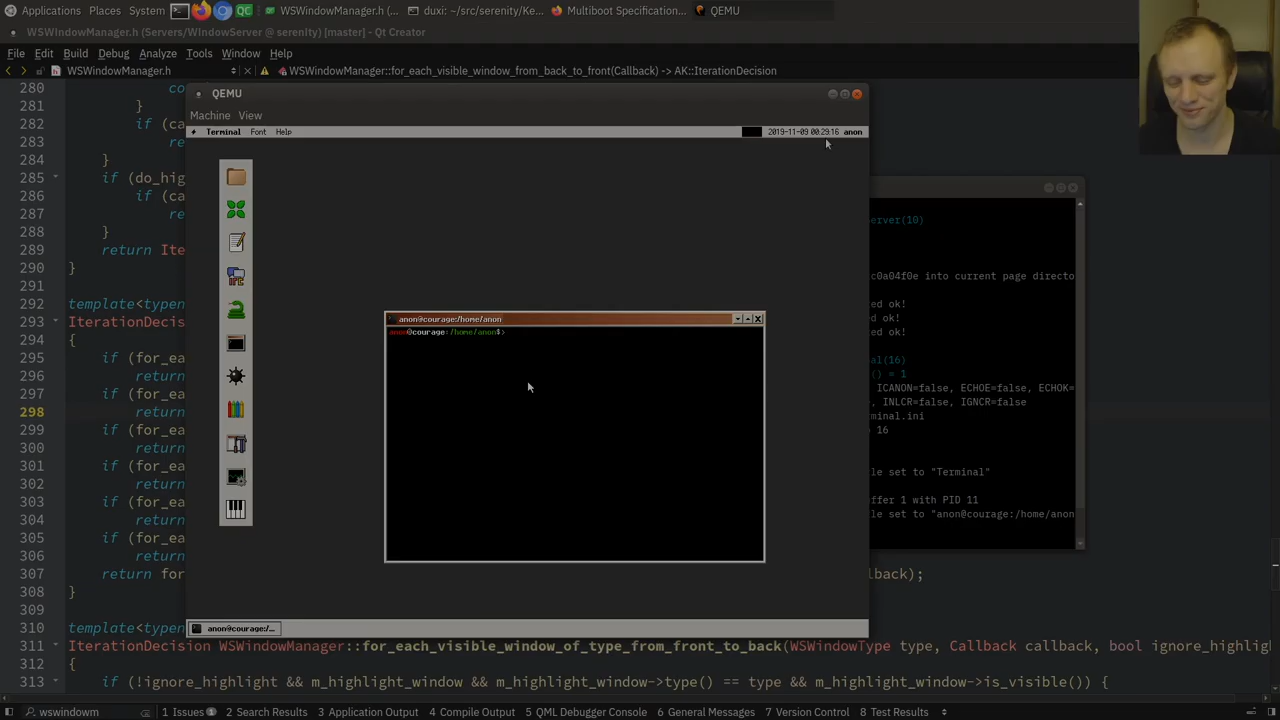 Applications Places System WSWindowManager.h (... duxi: ~/src/serenity/Ke... Multiboot Specification... QEMU
WSWindowManager.h (Servers/WindowServer @ serenity) [master] - Qt Creator
File Edit Build Debug Analyze Tools Window Help
WSWindowManager.h WSWindowManager::for_each_visible_window_from_back_to_front(Callback) -> AK::IterationDecision
280 co
281 }
282 if (ca
283 re
284 }
285 if (do_hig
286 if (ca
287 re
288 }
289 return Ite
290 }
291
292 template<typen
293 IterationDecis
294 {
295 if (for_ea
296 return
297 if (for_ea
298 return
299 if (for_ea
300 return
301 if (for_ea
302 return
303 if (for_ea
304 return
305 if (for_ea
306 return
307 return for lback);
308 }
309
310 template<typen
311 IterationDecision WSWindowManager::for_each_visible_window_of_type_from_front_to_back(WSWindowType type, Callback callback, bool ignore_highlig
312 {
313 if (!ignore_highlight && m_highlight_window && m_highlight_window->type() == type && m_highlight_window->is_visible()) {
QEMU
Machine View
Terminal Font Help 2019-11-09 00:29:16 anon
anon@courage:/home/anon
anon@courage:/home/anon$>
anon@courage:/...
erver(10)
c0a04f0e into current page directo
ed ok!
ed ok!
ed ok!
al(16)
() = 1
ICANON=false, ECHOE=false, ECHOK=
, INLCR=false, IGNCR=false
minal.ini
16
le set to "Terminal"
ffer 1 with PID 11
le set to "anon@courage:/home/anon
wswindowm 1 Issues 1 2 Search Results 3 Application Output 4 Compile Output 5 QML Debugger Console 6 General Messages 7 Version Control 8 Test Results